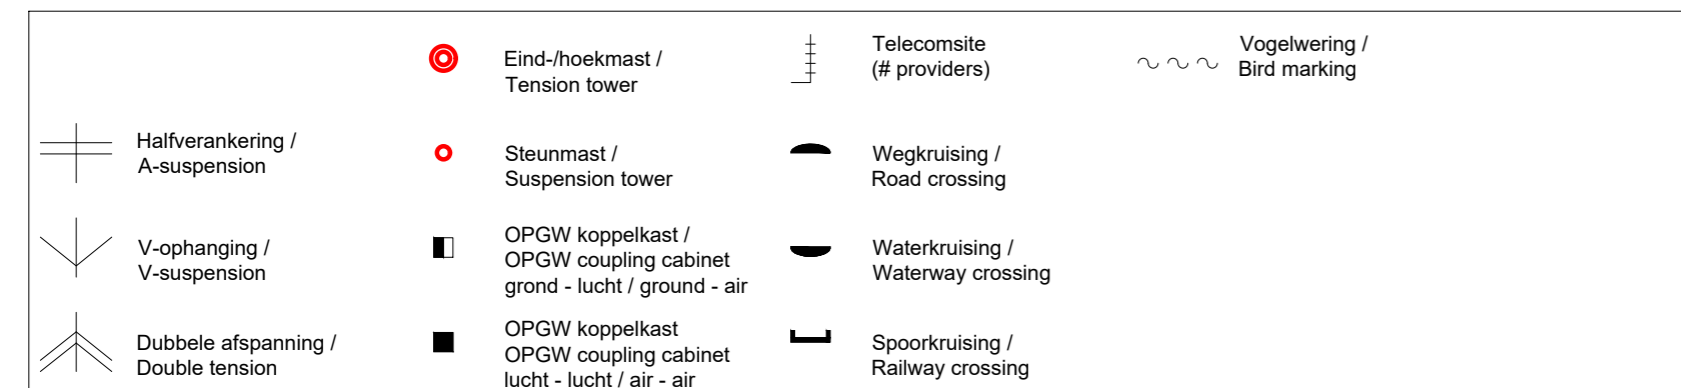 Halfverankering /
A-suspension
V-ophanging /
V-suspension
Dubbele afspanning /
Double tension
Eind-/hoekmast /
Tension tower
Steunmast /
Suspension tower
OPGW koppelkast /
OPGW coupling cabinet
grond - lucht / ground - air
OPGW koppelkast
OPGW coupling cabinet
lucht - lucht / air - air
Telecomsite
(# providers)
Wegkruising /
Road crossing
Waterkruising /
Waterway crossing
Spoorkruising /
Railway crossing
Vogelwering /
Bird marking